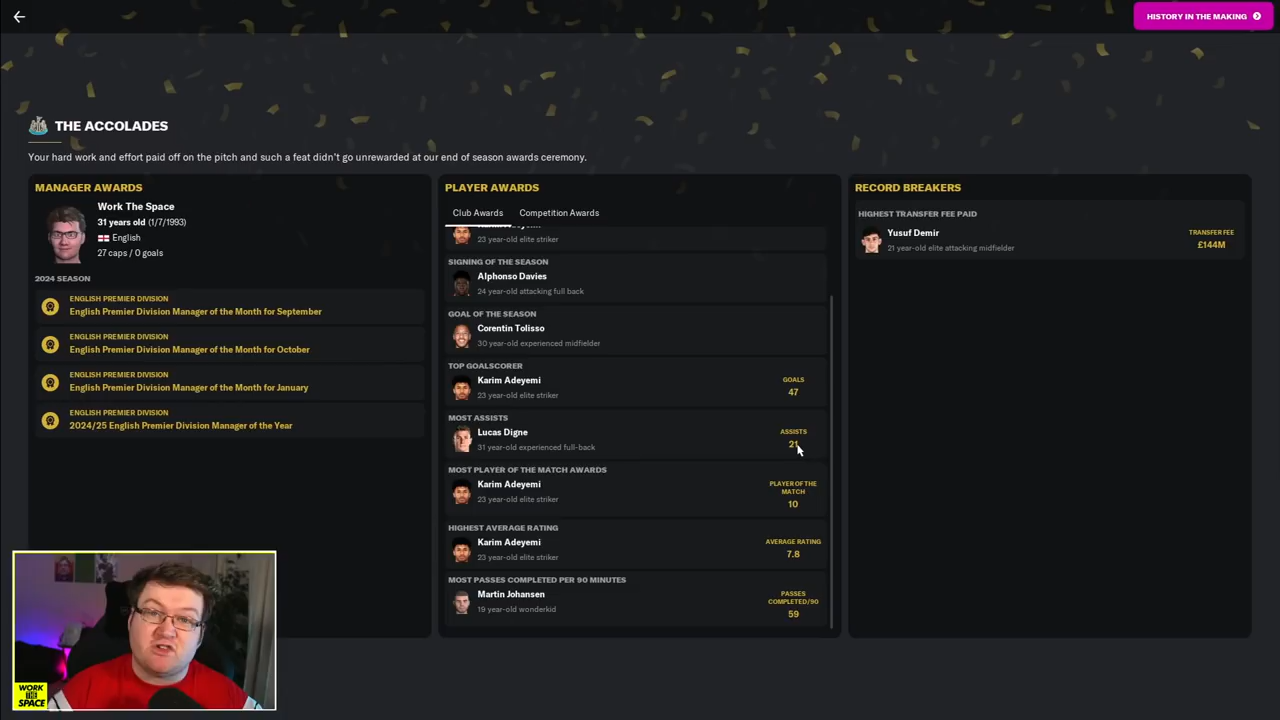 HISTORY IN THE MAKING
THE ACCOLADES
Your hard work and effort paid off on the pitch and such a feat didn't go unrewarded at our end of season awards ceremony.
MANAGER AWARDS
Work The Space
31 years old (1/7/1993)
English
27 caps / 0 goals
2024 SEASON
ENGLISH PREMIER DIVISION
English Premier Division Manager of the Month for September
ENGLISH PREMIER DIVISION
English Premier Division Manager of the Month for October
ENGLISH PREMIER DIVISION
English Premier Division Manager of the Month for January
ENGLISH PREMIER DIVISION
2024/25 English Premier Division Manager of the Year
PLAYER AWARDS
Club Awards Competition Awards
23 year-old elite striker
SIGNING OF THE SEASON
Alphonso Davies
24 year-old attacking full back
GOAL OF THE SEASON
Corentin Tolisso
30 year-old experienced midfielder
TOP GOALSCORER
Karim Adeyemi
23 year-old elite striker
GOALS
47
MOST ASSISTS
Lucas Digne
31 year-old experienced full-back
ASSISTS
21
MOST PLAYER OF THE MATCH AWARDS
Karim Adeyemi
23 year-old elite striker
PLAYER OF THE
MATCH
10
HIGHEST AVERAGE RATING
Karim Adeyemi
23 year-old elite striker
AVERAGE RATING
7.8
MOST PASSES COMPLETED PER 90 MINUTES
Martin Johansen
19 year-old wonderkid
PASSES
COMPLETED/90
59
RECORD BREAKERS
HIGHEST TRANSFER FEE PAID
Yusuf Demir
21 year-old elite attacking midfielder
TRANSFER FEE
£144M
WORK
THE
SPACE